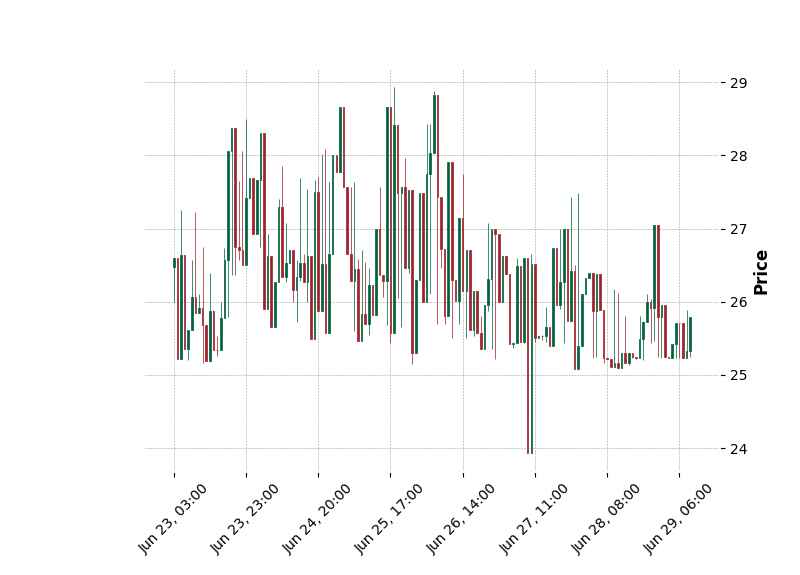 29
28
27
26
25
24
Price
Jun 23, 03:00
Jun 23, 23:00
Jun 24, 20:00
Jun 25, 17:00
Jun 26, 14:00
Jun 27, 11:00
Jun 28, 08:00
Jun 29, 06:00